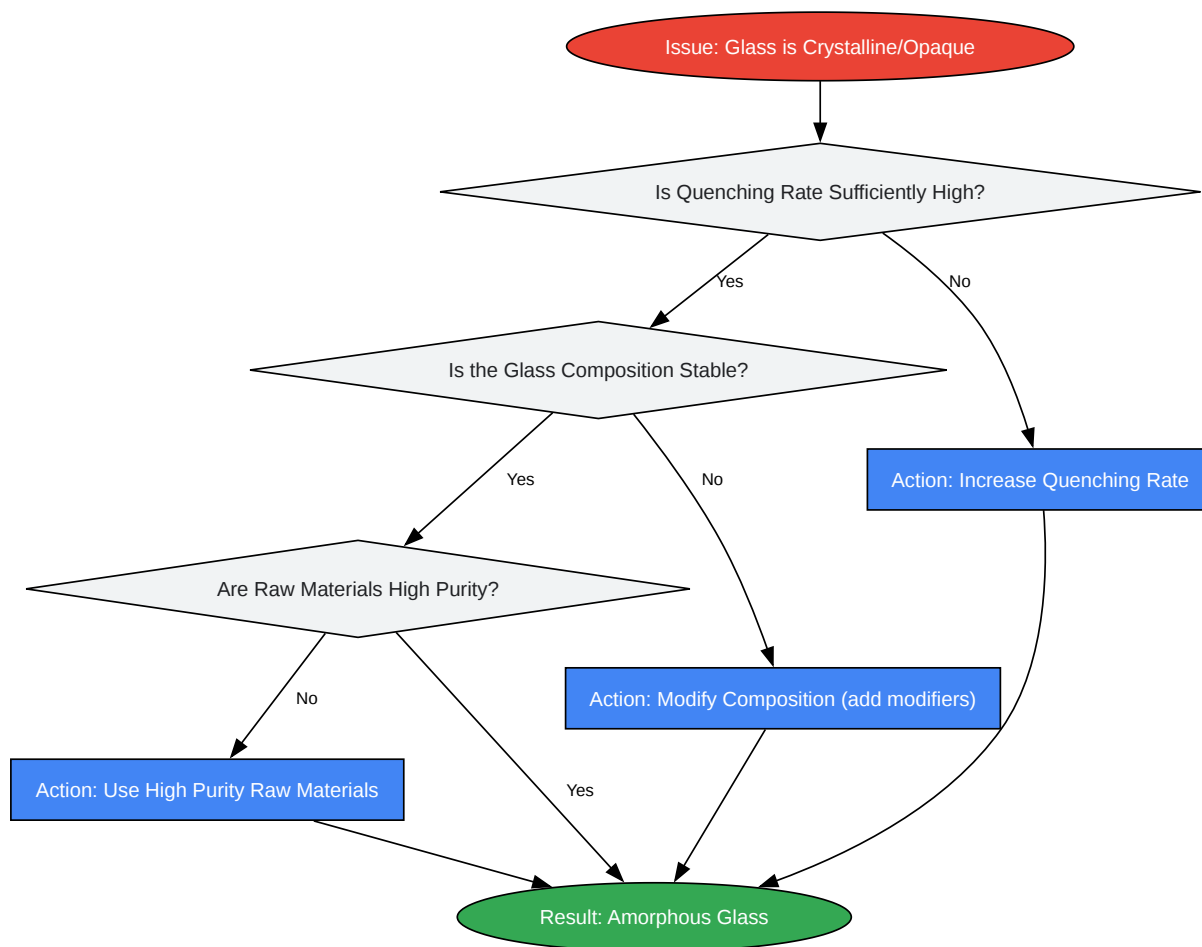 Issue: Glass is Crystalline/Opaque
Is Quenching Rate Sufficiently High?
Yes
No
Is the Glass Composition Stable?
Yes
No
Action: Increase Quenching Rate
Are Raw Materials High Purity?
No
Yes
Action: Modify Composition (add modifiers)
Action: Use High Purity Raw Materials
Result: Amorphous Glass